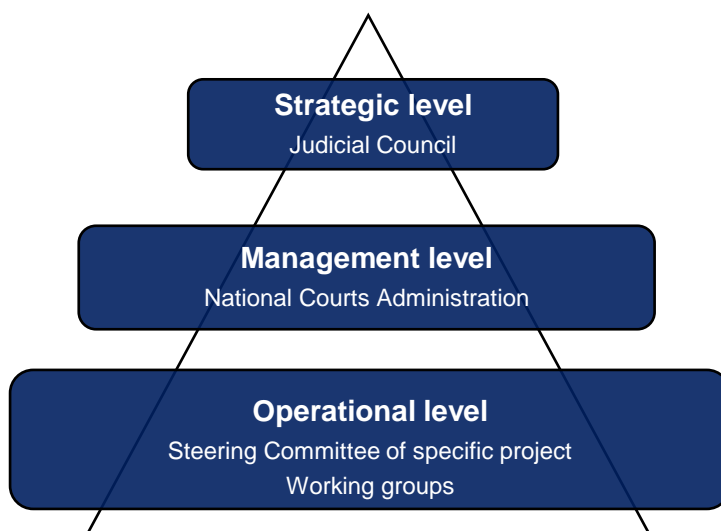 Strategic level
Judicial Council
Management level
National Courts Administration
Operational level
Steering Committee of specific project
Working groups